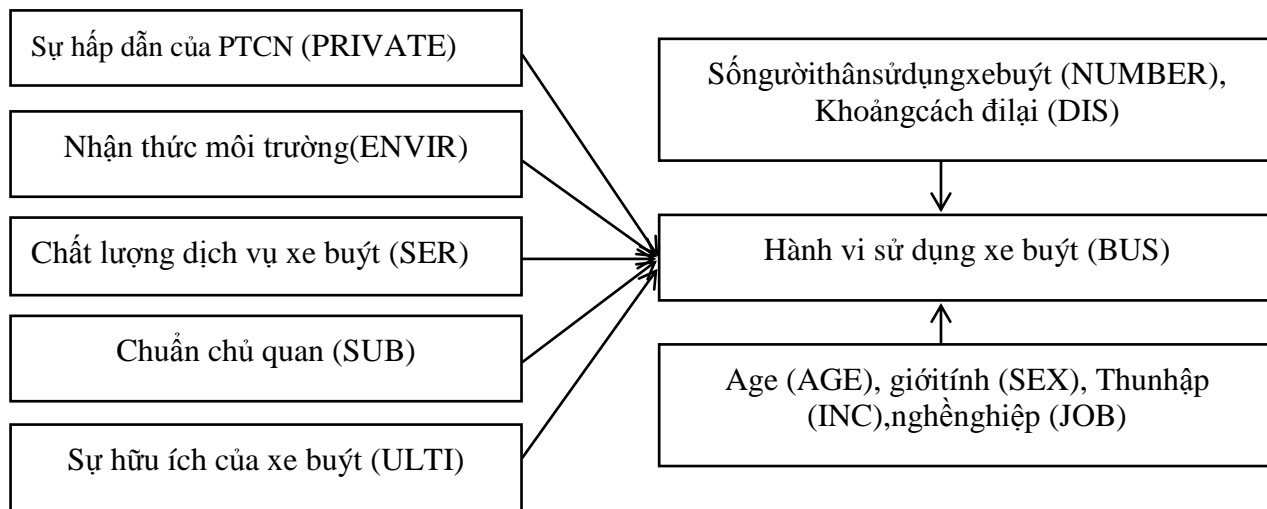 Sự hấp dẫn của PTCN (PRIVATE)
Nhận thức môi trường(ENVIR)
Chất lượng dịch vụ xe buýt (SER)
Chuẩn chủ quan (SUB)
Sự hữu ích của xe buýt (ULTI)
Sốngườithânsửdụngxebuýt (NUMBER),
Khoảngcách đilại (DIS)
Hành vi sử dụng xe buýt (BUS)
Age (AGE), giớitính (SEX), Thunhập
(INC),nghềnghiệp (JOB)